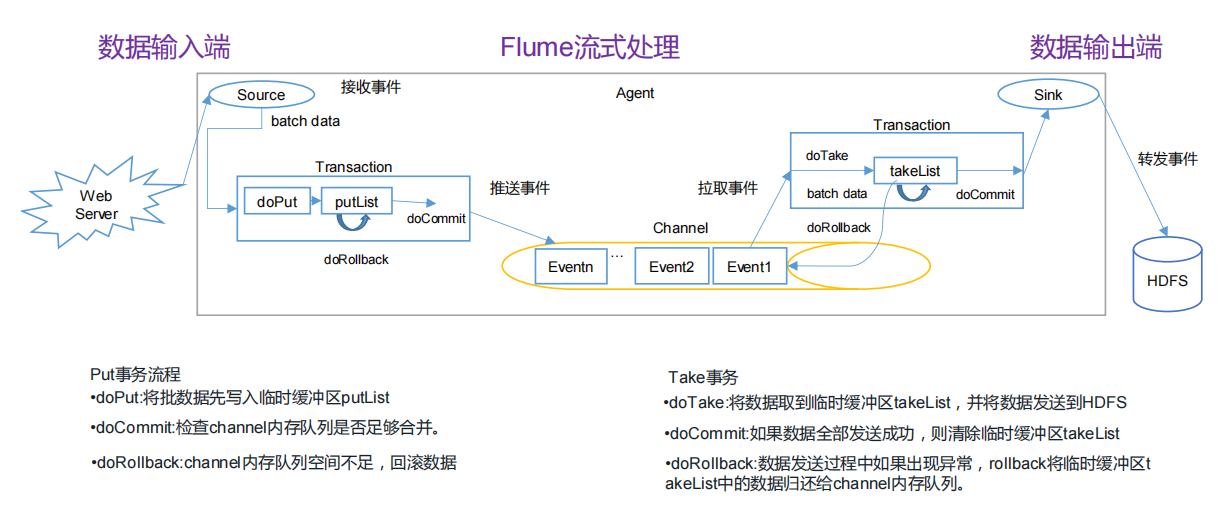 数据输入端
Flume流式处理
数据输出端
Source
接收事件
Agent
Sink
batch data
Transaction
Transaction
doTake
takeList
转发事件
Web
Server
doPut
putList
doCommit
推送事件
拉取事件
batch data
doCommit
doRollback
Channel
doRollback
Eventn
...
Event2
Event1
HDFS
Put事务流程
•doPut:将批数据先写入临时缓冲区putList
•doCommit:检查channel内存队列是否足够合并。
•doRollback:channel内存队列空间不足，回滚数据
Take事务
•doTake:将数据取到临时缓冲区takeList，并将数据发送到HDFS
•doCommit:如果数据全部发送成功，则清除临时缓冲区takeList
•doRollback:数据发送过程中如果出现异常，rollback将临时缓冲区t
akeList中的数据归还给channel内存队列。